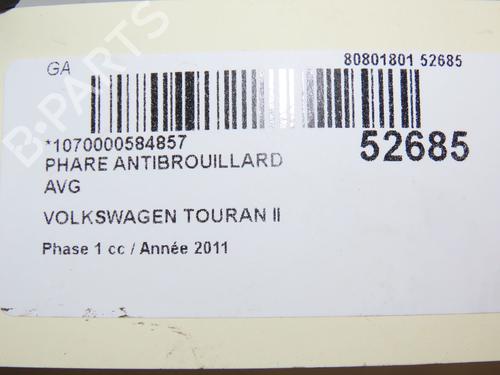 GA
80801801 52685
*1070000584857
52685
PHARE ANTIBROUILLARD
AVG
VOLKSWAGEN TOURAN II
Phase 1 cc / Année 2011
B-PARTS